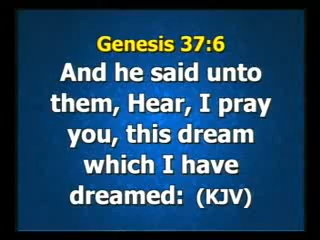 Genesis 37:6
And he said unto
them, Hear, I pray
you, this dream
which I have
dreamed: (KJV)